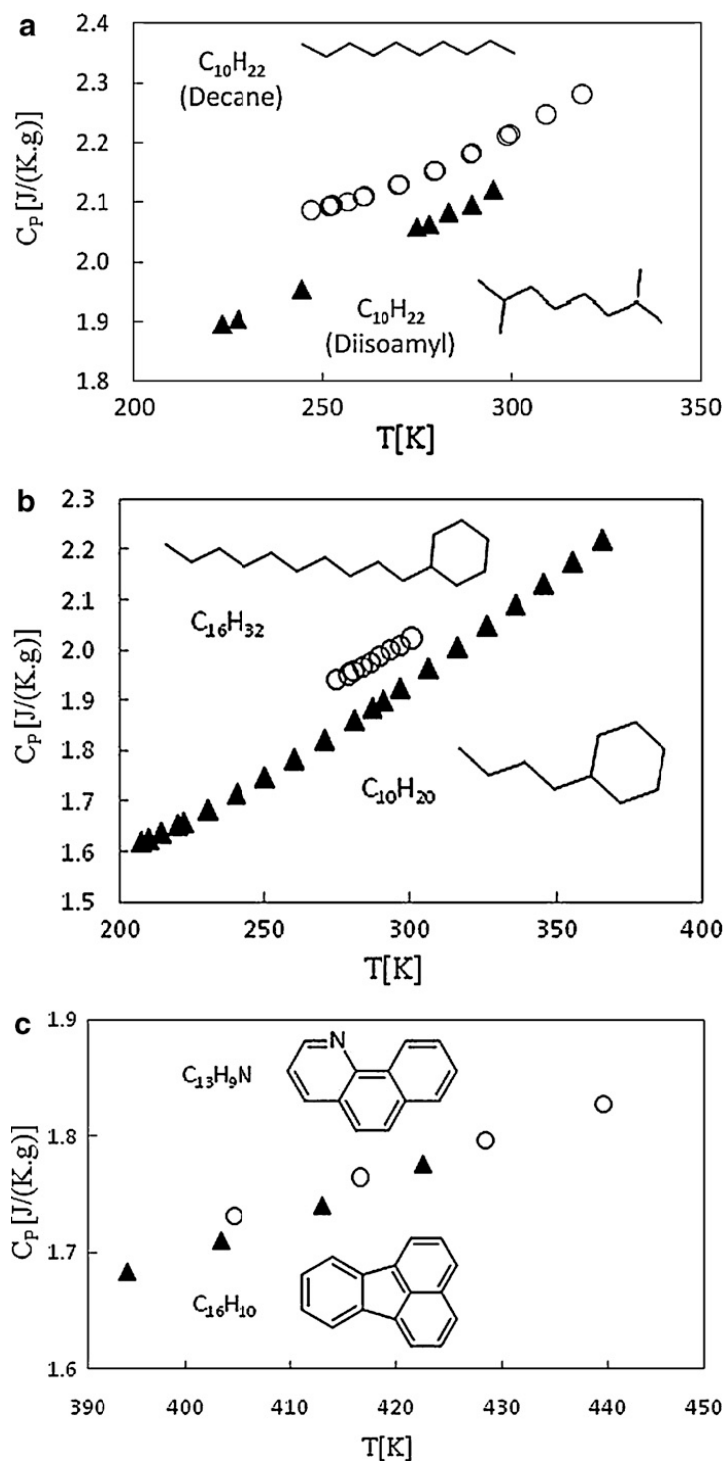 a
2.4
2.3
2.2
2.1
2.0
1.9
1.8
C₁₀H₂₂
(Decane)
C₁₀H₂₂
(Diisoamyl)
Cₚ [J/(K.g)]
200
250
300
350
T[K]
b
2.3
2.2
2.1
2.0
1.9
1.8
1.7
1.6
1.5
C₁₆H₃₂
C₁₀H₂₀
Cₚ [J/(K.g)]
200
250
300
350
400
T[K]
c
1.9
1.8
1.7
1.6
C₁₃H₉N
N
C₁₆H₁₀
Cₚ [J/(K.g)]
390
400
410
420
430
440
450
T[K]